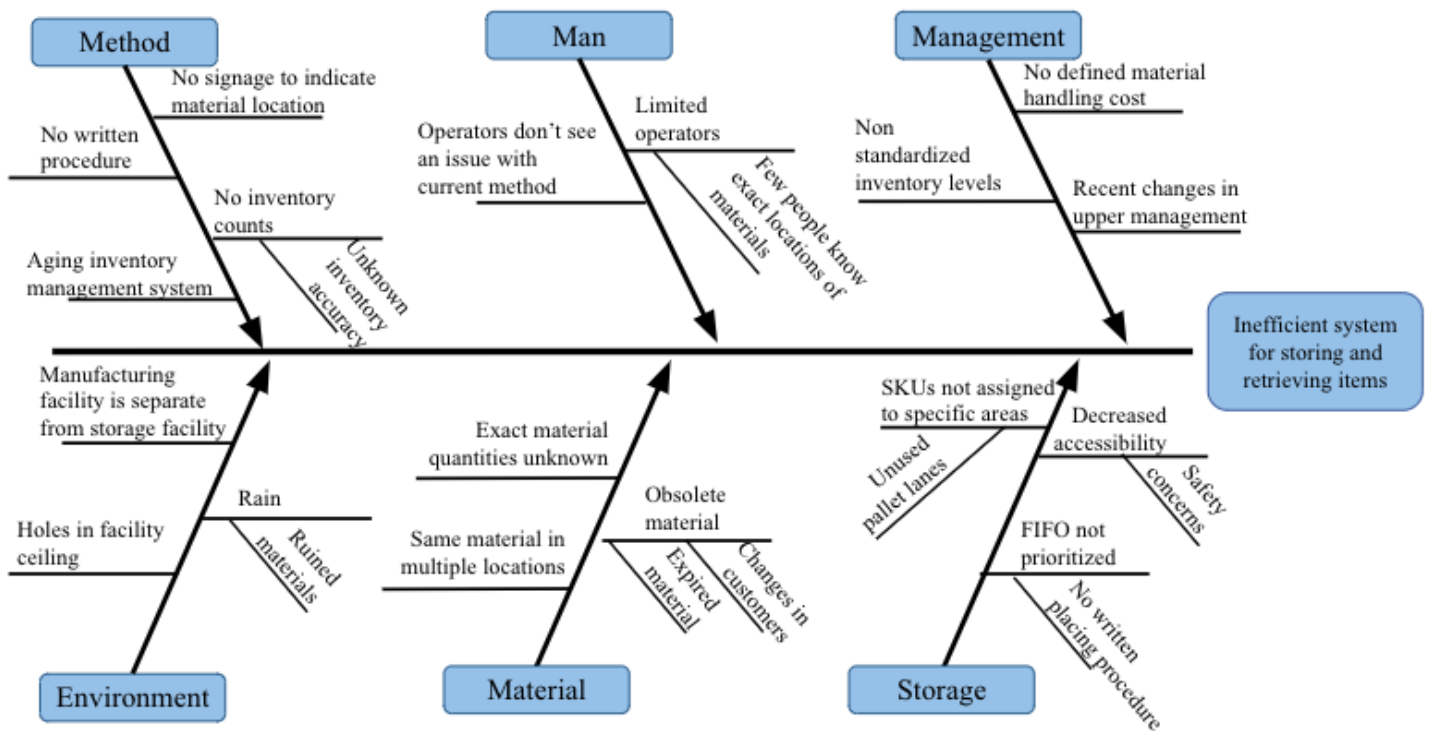 Method
No signage to indicate
material location
No written
procedure
No inventory
counts
Unknown
inventory
accuracy
Aging inventory
management system
Man
Limited
operators
Few people know
exact locations of
materials
Operators don't see
an issue with
current method
Management
No defined material
handling cost
Non
standardized
inventory levels
Recent changes in
upper management
Inefficient system
for storing and
retrieving items
Manufacturing
facility is separate
from storage facility
Rain
Ruined
materials
Holes in facility
ceiling
Environment
Exact material
quantities unknown
Obsolete
material
Expired
material
Changes in
customers
Same material in
multiple locations
Material
SKUs not assigned
to specific areas
Unused
pallet lanes
Decreased
accessibility
Safety
concerns
FIFO not
prioritized
No written
placing procedure
Storage